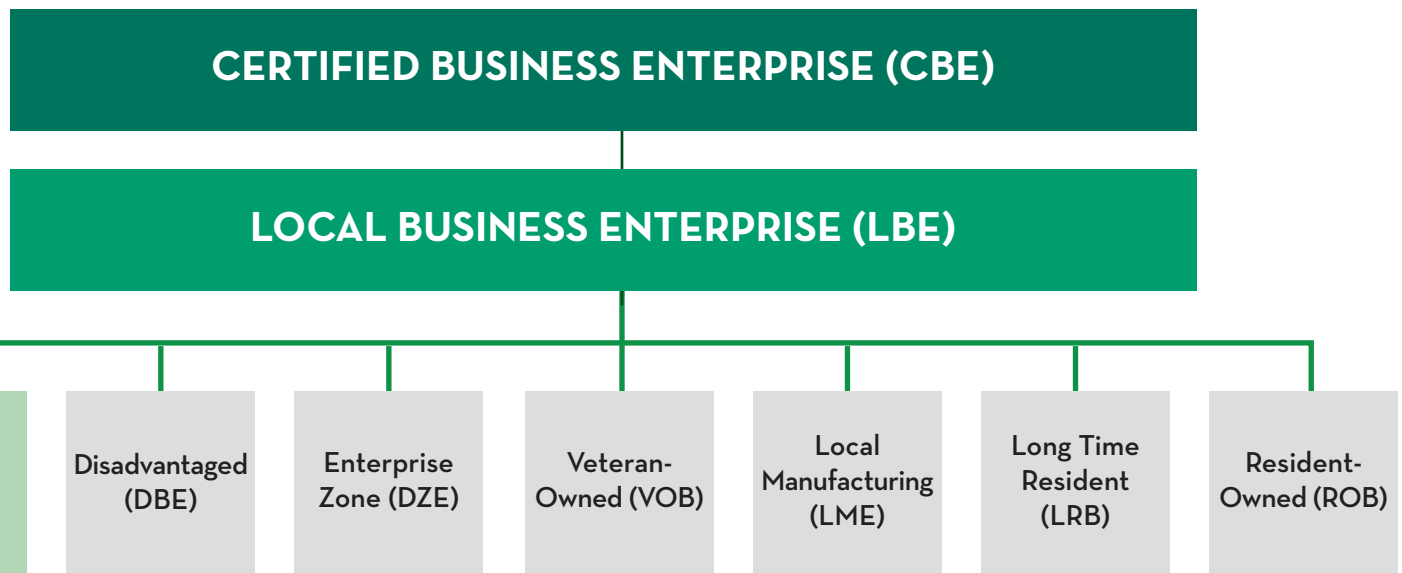 CERTIFIED BUSINESS ENTERPRISE (CBE)
LOCAL BUSINESS ENTERPRISE (LBE)
Disadvantaged
(DBE)
Enterprise
Zone (DZE)
Veteran-
Owned (VOB)
Local
Manufacturing
(LME)
Long Time
Resident
(LRB)
Resident-
Owned (ROB)